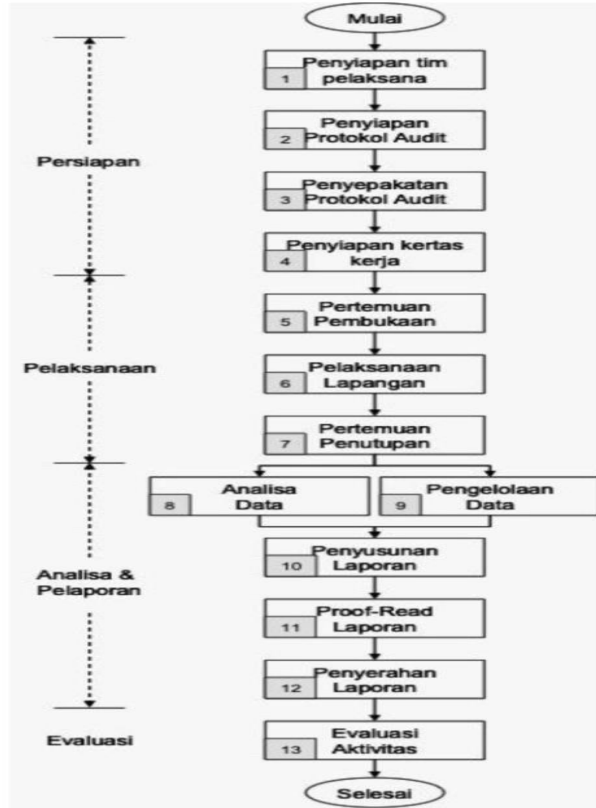 Mulai
Penyiapan tim
1
pelaksana
Penyiapan
2
Protokol Audit
Persiapan
Penyepakatan
3
Protokol Audit
Penyiapan kertas
4
kerja
Pertemuan
5
Pembukaan
Pelaksanaan
Pelaksanaan
6
Lapangan
Pertemuan
7
Penutupan
Analisa
8
Data
Pengelolaan
9
Data
Analisa &
Pelaporan
Penyusunan
10
Laporan
Proof-Read
11
Laporan
Penyerahan
12
Laporan
Evaluasi
Evaluasi
13
Aktivitas
Selesai